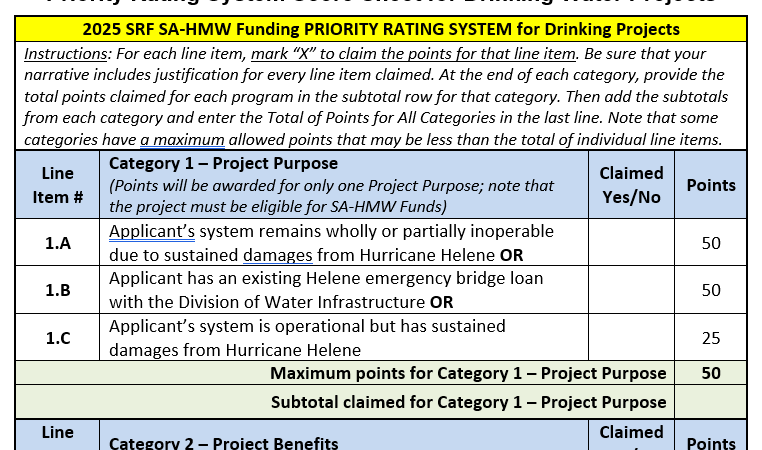 2025 SRF SA-HMW Funding PRIORITY RATING SYSTEM for Drinking Projects
Instructions: For each line item, mark “X” to claim the points for that line item. Be sure that your
narrative includes justification for every line item claimed. At the end of each category, provide the
total points claimed for each program in the subtotal row for that category. Then add the subtotals
from each category and enter the Total of Points for All Categories in the last line. Note that some
categories have a maximum allowed points that may be less than the total of individual line items.
Line
Item #
Category 1 – Project Purpose
(Points will be awarded for only one Project Purpose; note that
the project must be eligible for SA-HMW Funds)
Claimed
Yes/No
Points
1.A
Applicant’s system remains wholly or partially inoperable
due to sustained damages from Hurricane Helene OR
50
1.B
Applicant has an existing Helene emergency bridge loan
with the Division of Water Infrastructure OR
50
1.C
Applicant’s system is operational but has sustained
damages from Hurricane Helene
25
Maximum points for Category 1 – Project Purpose
50
Subtotal claimed for Category 1 – Project Purpose
Line
Category 2 – Project Benefits
Claimed
Points